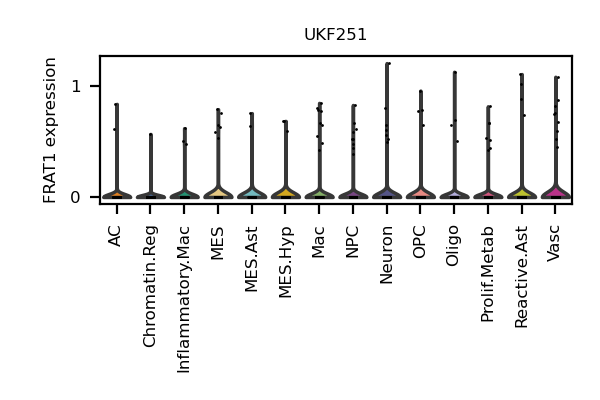 UKF251
FRAT1 expression
1
0
AC
Chromatin.Reg
Inflammatory.Mac
MES
MES.Ast
MES.Hyp
Mac
NPC
Neuron
OPC
Oligo
Prolif.Metab
Reactive.Ast
Vasc